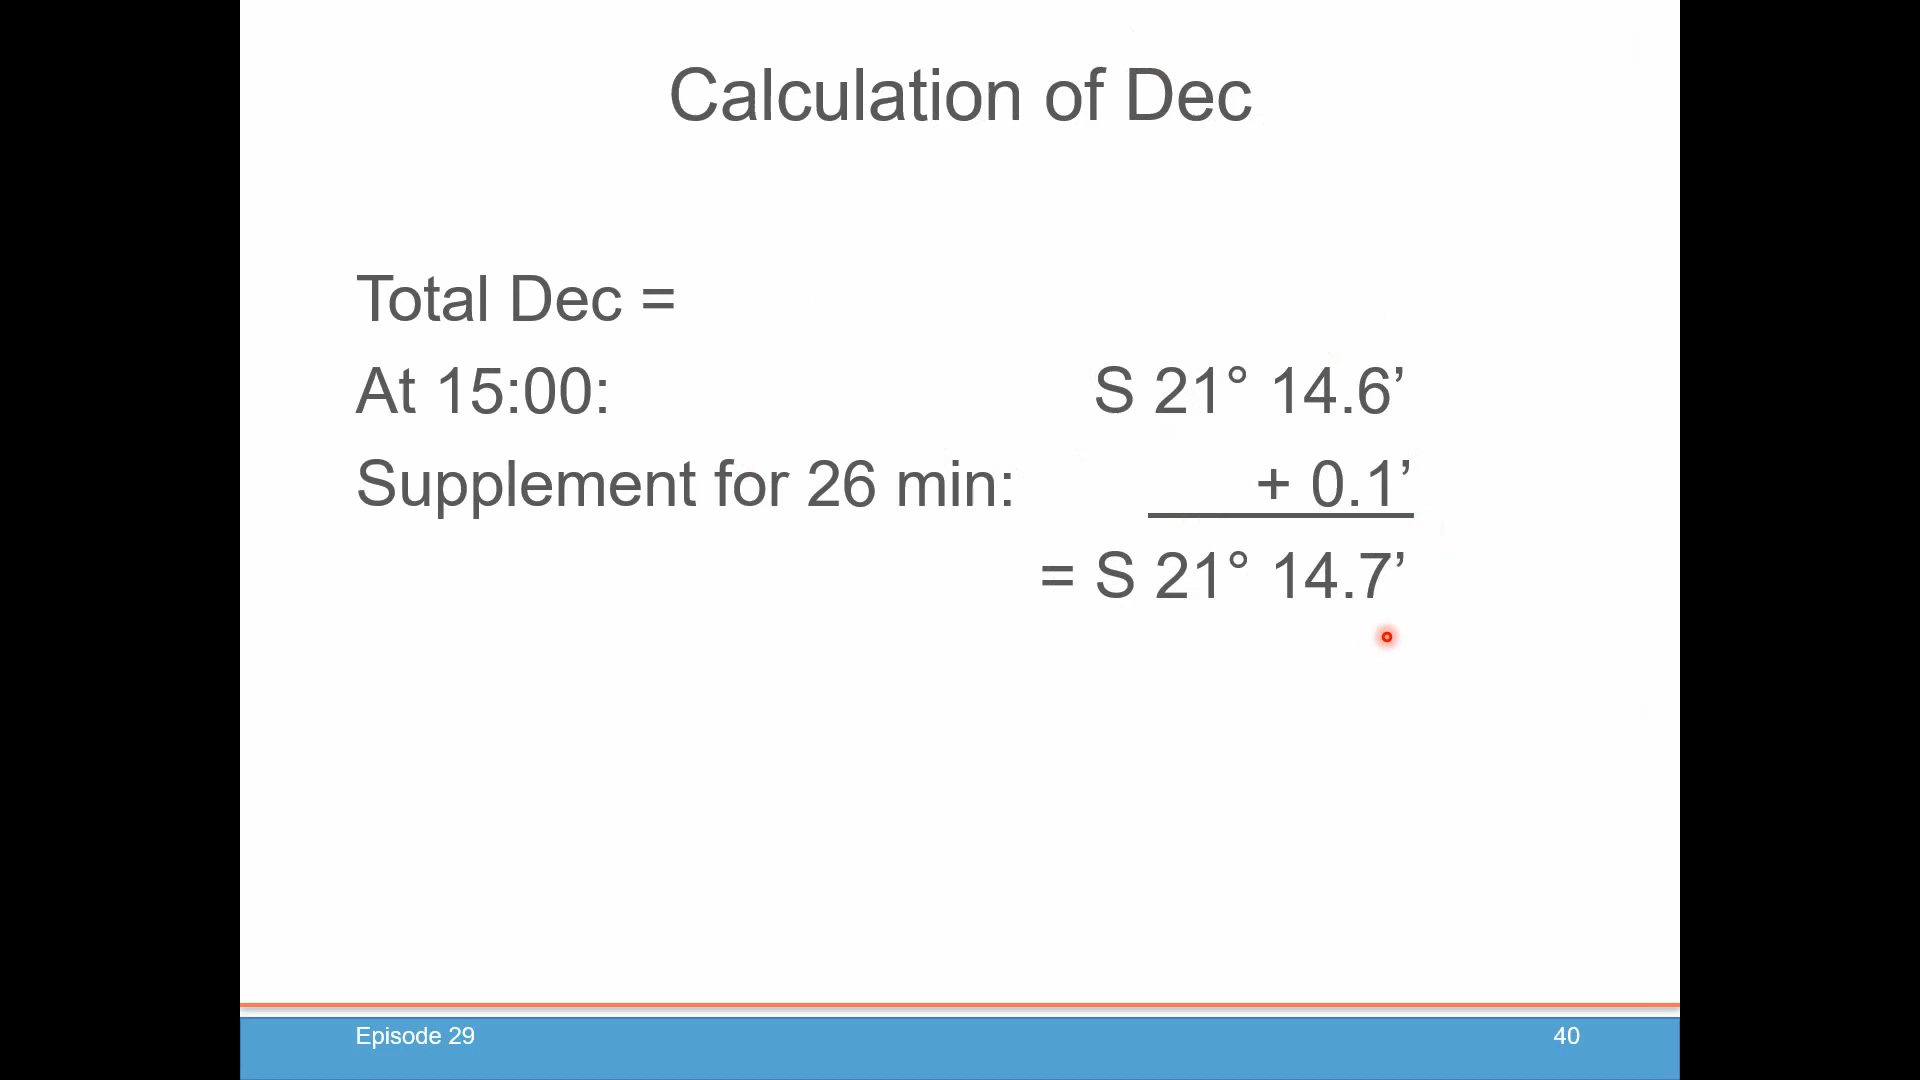 Calculation of Dec
Total Dec =
At 15:00: S 21° 14.6’
Supplement for 26 min: + 0.1’
= S 21° 14.7’
Episode 29 40